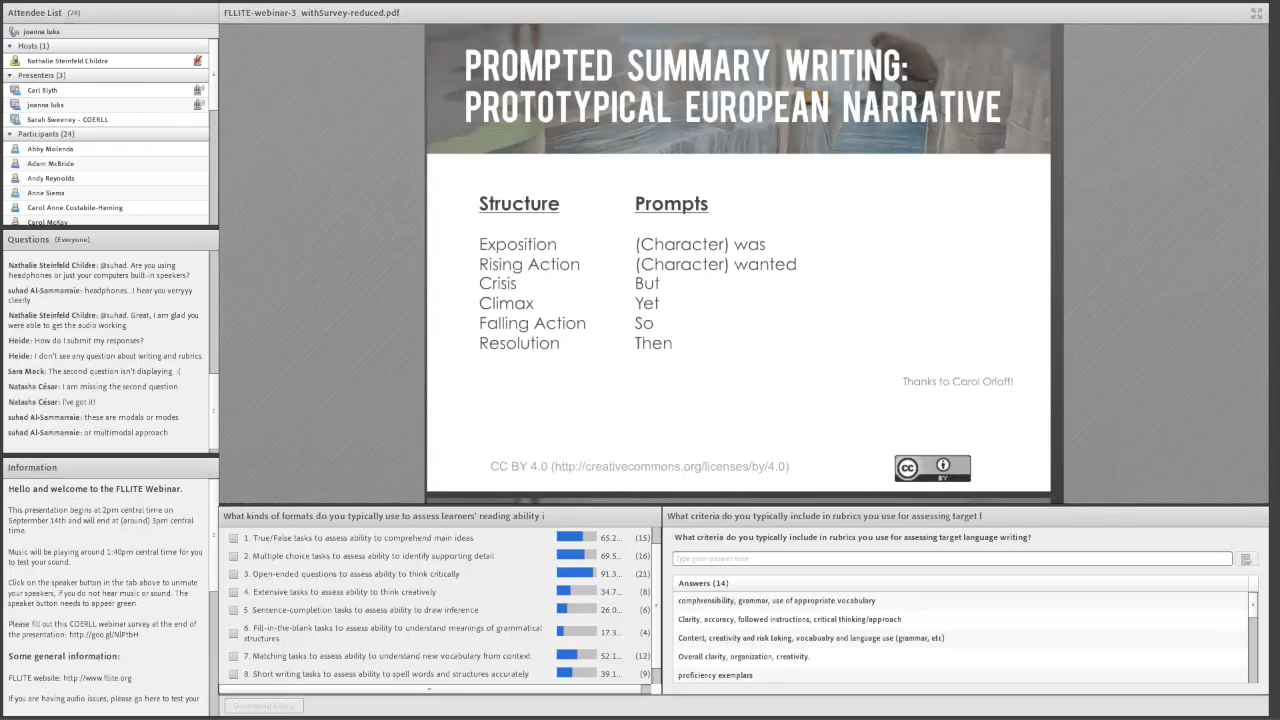 Attendee List (28)
joanna luks
Hosts (1)
Nathalie Steinfeld Childre
Presenters (3)
Carl Blyth
joanna luks
Sarah Sweeney - COERLL
Participants (24)
Abby Molenda
Adam McBride
Andy Reynolds
Anne Siems
Carol Anne Costabile-Heming
Carol McKay
Questions (Everyone)
Nathalie Steinfeld Childre: @suhad. Are you using
headphones or just your computers built-in speakers?
suhad Al-Sammarraie: headphones..I hear you verryyy
clearly
Nathalie Steinfeld Childre: @suhad. Great, I am glad you
were able to get the audio working.
Heide: How do I submit my responses?
Heide: I don't see any question about writing and rubrics.
Sara Mack: The second question isn't displaying. :(
Natasha César: I am missing the second question
Natasha César: I've got it!
suhad Al-Sammarraie: these are modals or modes
suhad Al-Sammarraie: or multimodal approach
Information
Hello and welcome to the FLLITE Webinar.
This presentation begins at 2pm central time on
September 14th and will end at (around) 3pm central
time.
Music will be playing around 1:40pm central time for you
to test your sound.
Click on the speaker button in the tab above to unmute
your speakers, if you do not hear music or sound. The
speaker button needs to appear green
Please fill out this COERLL webinar survey at the end of
the presentation: http://goo.gl/NiPtbH
Some general information:
FLLITE website: http://www.fllite.org
If you are having audio issues, please go here to test your
FLLITE-webinar-3_withSurvey-reduced.pdf
PROMPTED SUMMARY WRITING:
PROTOTYPICAL EUROPEAN NARRATIVE
Structure Prompts
Exposition (Character) was
Rising Action (Character) wanted
Crisis But
Climax Yet
Falling Action So
Resolution Then
Thanks to Carol Orloff!
CC BY 4.0 (http://creativecommons.org/licenses/by/4.0)
cc BY
What kinds of formats do you typically use to assess learners' reading ability i
1. True/False tasks to assess ability to comprehend main ideas 65.2... (15)
2. Multiple choice tasks to assess ability to identify supporting detail 69.5... (16)
3. Open-ended questions to assess ability to think critically 91.3... (21)
4. Extensive tasks to assess ability to think creatively 34.7... (8)
5. Sentence-completion tasks to assess ability to draw inference 26.0... (6)
6. Fill-in-the-blank tasks to assess ability to understand meanings of grammatical
structures 17.3... (4)
7. Matching tasks to assess ability to understand new vocabulary from context 52.1... (12)
8. Short writing tasks to assess ability to spell words and structures accurately 39.1... (9)
Download File(s)
What criteria do you typically include in rubrics you use for assessing target l
What criteria do you typically include in rubrics you use for assessing target language writing?
Type your answer here.
Answers (14)
comphrensibility, grammar, use of appropriate vocabulary
Clarity, accuracy, followed instructions, critical thinking/approach
Content, creativity and risk taking, vocabualry and language use (grammar, etc)
Overall clarity, organization, creativity.
proficiency exemplars